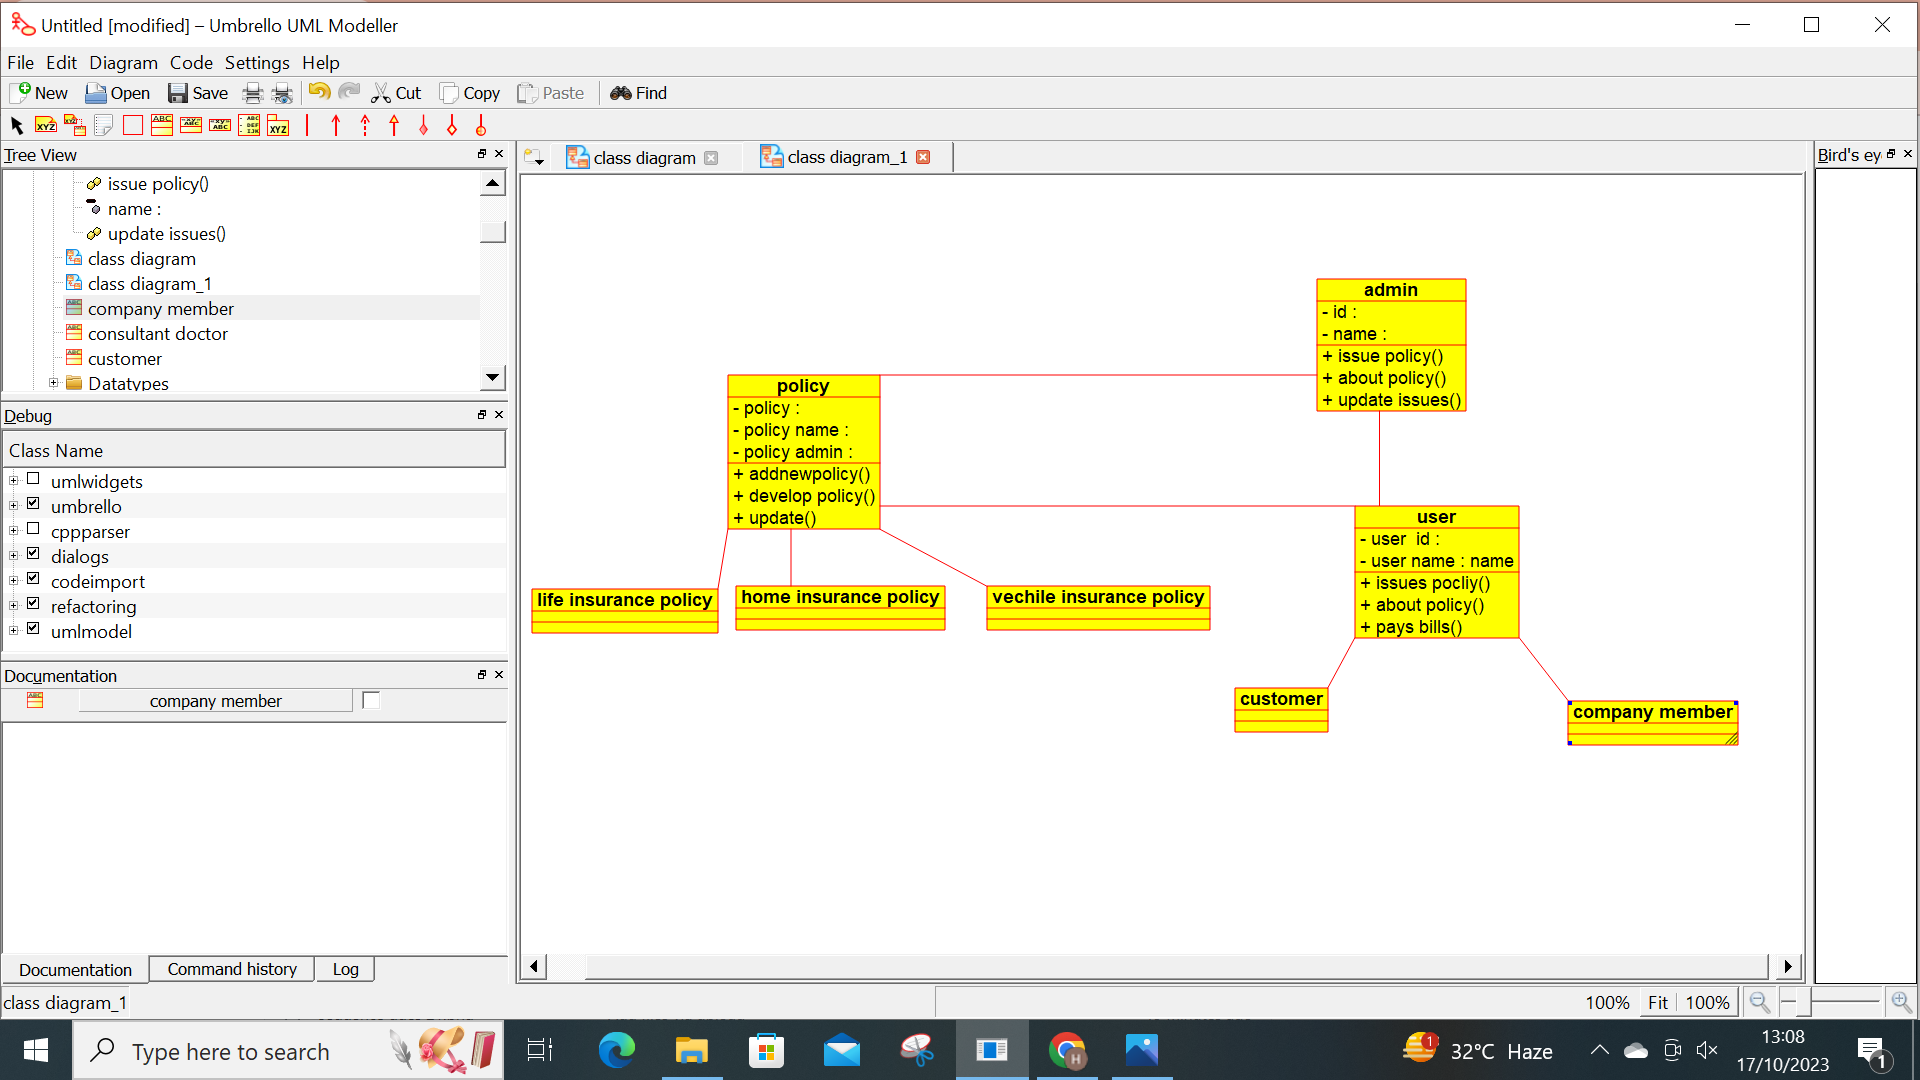 Untitled [modified] – Umbrello UML Modeller
File Edit Diagram Code Settings Help
New Open Save Cut Copy Paste Find
Tree View
issue policy()
name :
update issues()
class diagram
class diagram_1
company member
consultant doctor
customer
Datatypes
Debug
Class Name
umlwidgets
umbrello
cppparser
dialogs
codeimport
refactoring
umlmodel
Documentation
company member
Documentation Command history Log
class diagram_1
class diagram class diagram_1
Bird's ey
admin
- id :
- name :
+ issue policy()
+ about policy()
+ update issues()
policy
- policy :
- policy name :
- policy admin :
+ addnewpolicy()
+ develop policy()
+ update()
user
- user  id :
- user name : name
+ issues pocliy()
+ about policy()
+ pays bills()
life insurance policy
home insurance policy
vechile insurance policy
customer
company member
100% Fit 100%
Type here to search
1
32°C Haze
13:08
17/10/2023
1